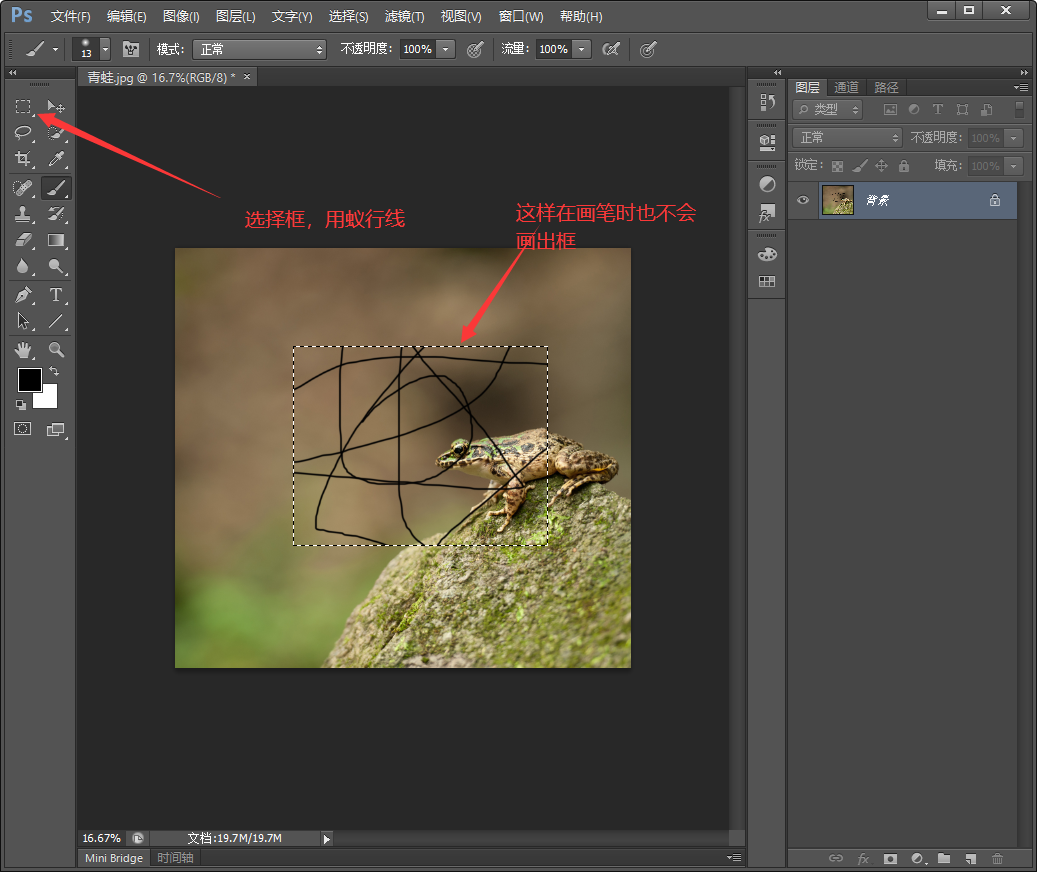 Ps 文件(F) 编辑(E) 图像(I) 图层(L) 文字(Y) 选择(S) 滤镜(T) 视图(V) 窗口(W) 帮助(H)
13 模式: 正常 不透明度: 100% 流量: 100%
青蛙.jpg @ 16.7%(RGB/8) * ×
图层 通道 路径
类型
正常 不透明度: 100%
锁定: 填充: 100%
背景
选择框，用蚁行线
这样在画笔时也不会
画出框
16.67% 文档:19.7M/19.7M
Mini Bridge 时间轴